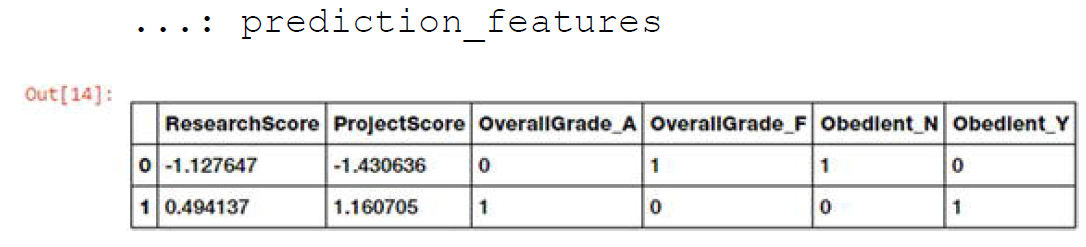 ...: prediction_features
Out[14]:
ResearchScore ProjectScore OverallGrade_A OverallGrade_F Obedient_N Obedient_Y
0 -1.127647 -1.430636 0 1 1 0
1 0.494137 1.160705 1 0 0 1